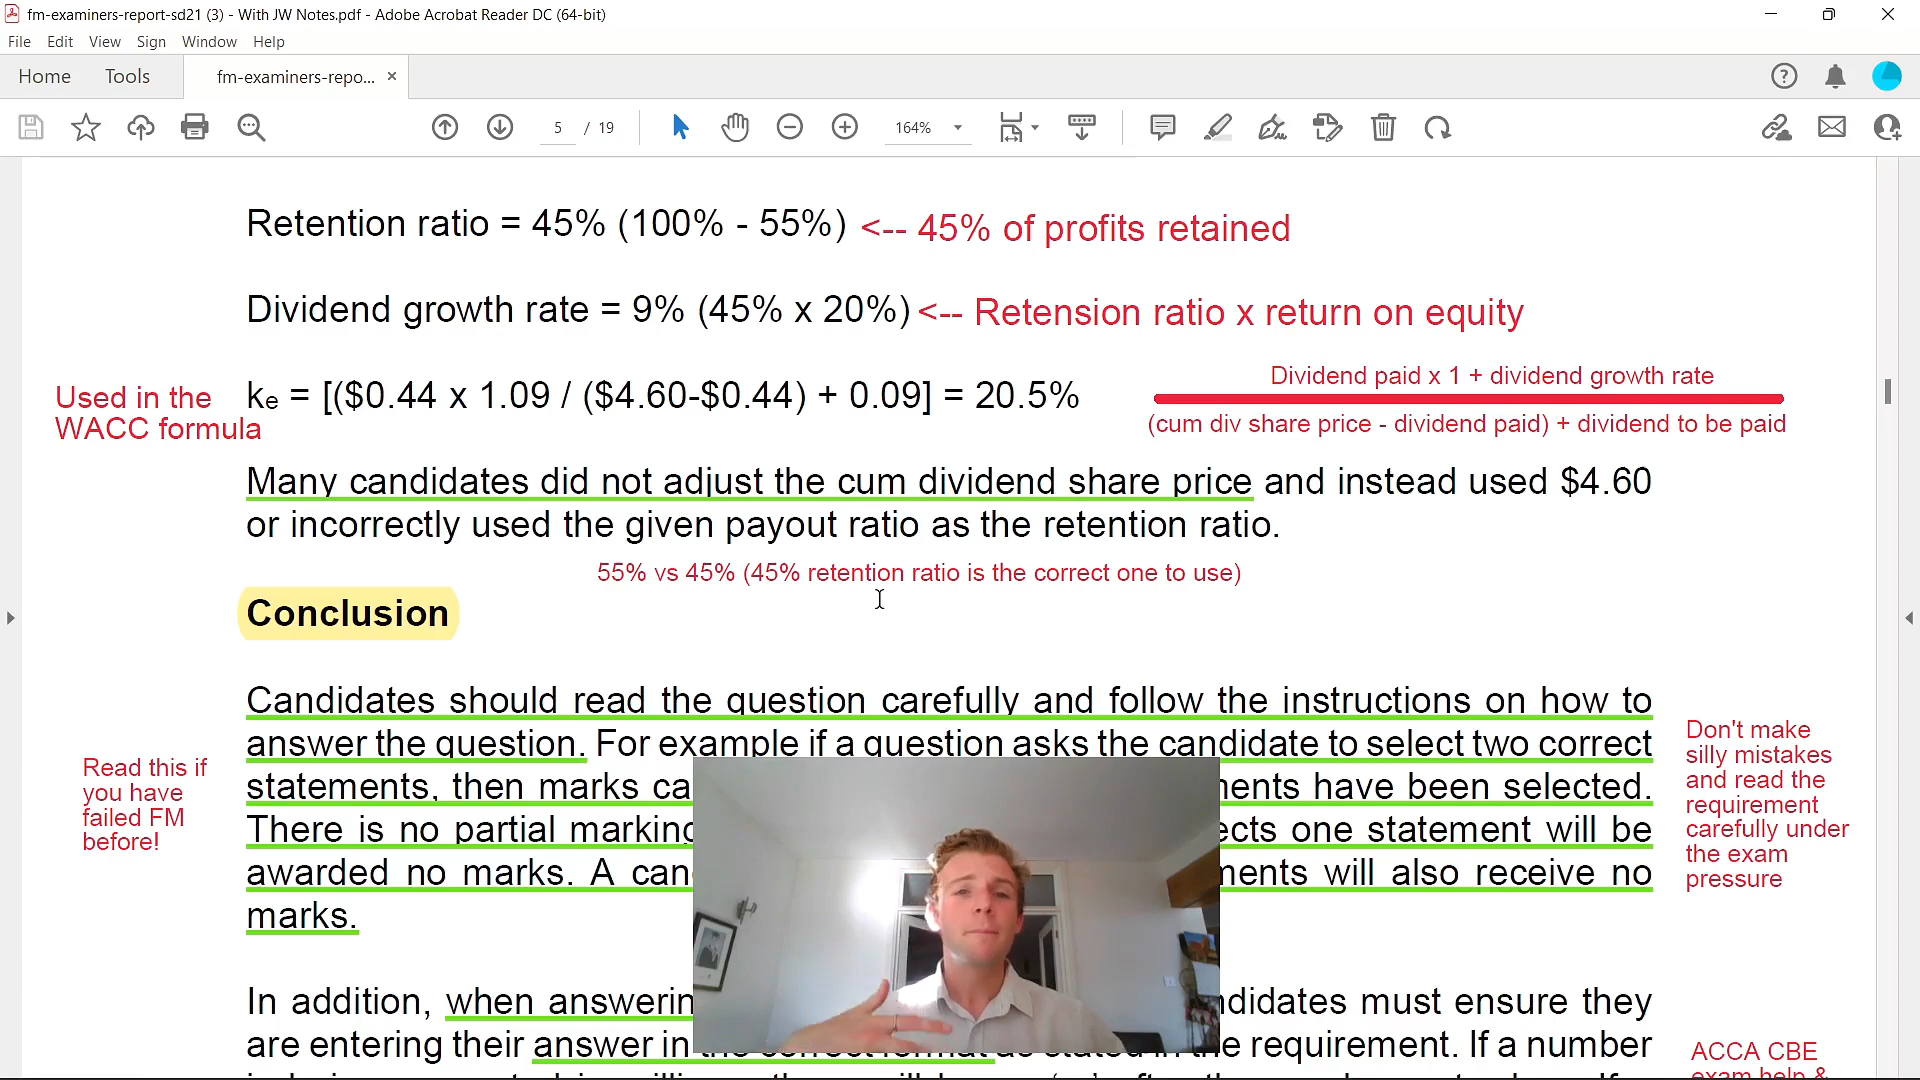 fm-examiners-report-sd21 (3) - With JW Notes.pdf - Adobe Acrobat Reader DC (64-bit)
File Edit View Sign Window Help
Home Tools fm-examiners-repo... ×
5 / 19 164%
Retention ratio = 45% (100% - 55%) <-- 45% of profits retained
Dividend growth rate = 9% (45% x 20%) <-- Retension ratio x return on equity
Used in the
WACC formula
ke = [($0.44 x 1.09 / ($4.60-$0.44) + 0.09] = 20.5%
Dividend paid x 1 + dividend growth rate
(cum div share price - dividend paid) + dividend to be paid
Many candidates did not adjust the cum dividend share price and instead used $4.60
or incorrectly used the given payout ratio as the retention ratio.
55% vs 45% (45% retention ratio is the correct one to use)
Conclusion
Candidates should read the question carefully and follow the instructions on how to
answer the question. For example if a question asks the candidate to select two correct
statements, then marks have been selected.
There is no partial one statement will be
awarded no marks. A will also receive no
marks.
Read this if
you have
failed FM
before!
Don't make
silly mistakes
and read the
requirement
carefully under
the exam
pressure
In addition, when must ensure they
are entering their answer in requirement. If a number
ACCA CBE
exam help &